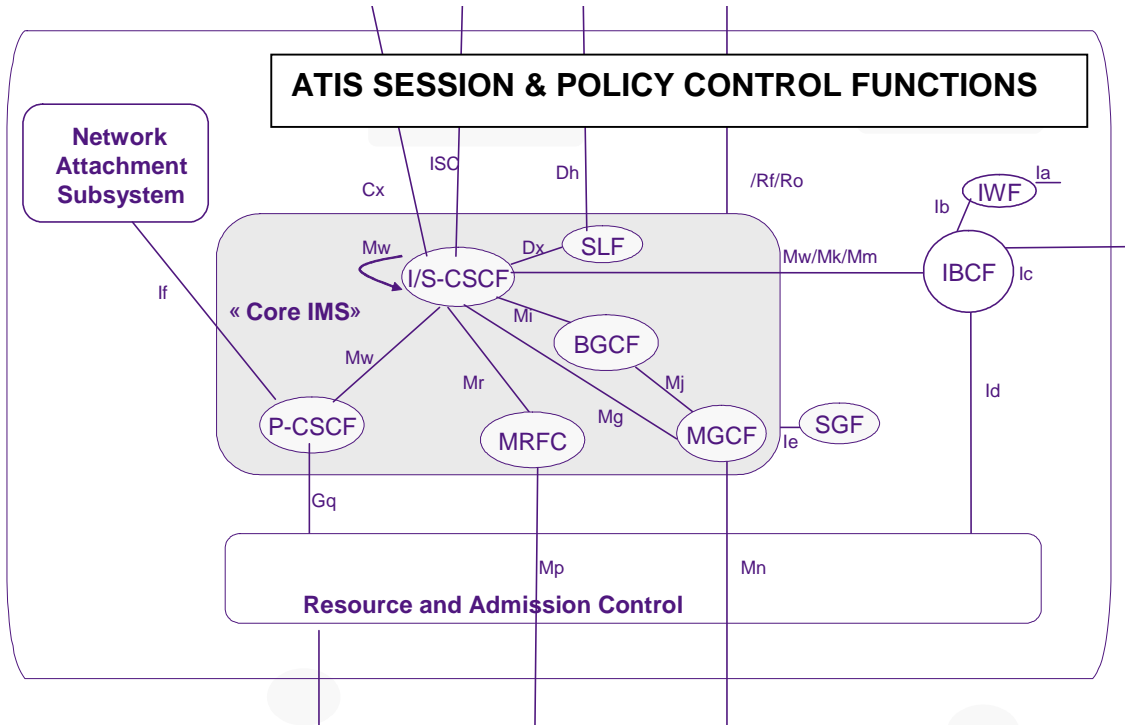 ATIS SESSION & POLICY CONTROL FUNCTIONS
Network
Attachment
Subsystem
ISC
Cx
Dh
/Rf/Ro
Ia
IWF
Ib
Mw
Dx
SLF
Mw/Mk/Mm
I/S-CSCF
IBCF
Ic
If
« Core IMS»
Mi
BGCF
Mw
Mr
Mj
Id
Mg
P-CSCF
MRFC
MGCF
SGF
Ie
Gq
Mp
Mn
Resource and Admission Control